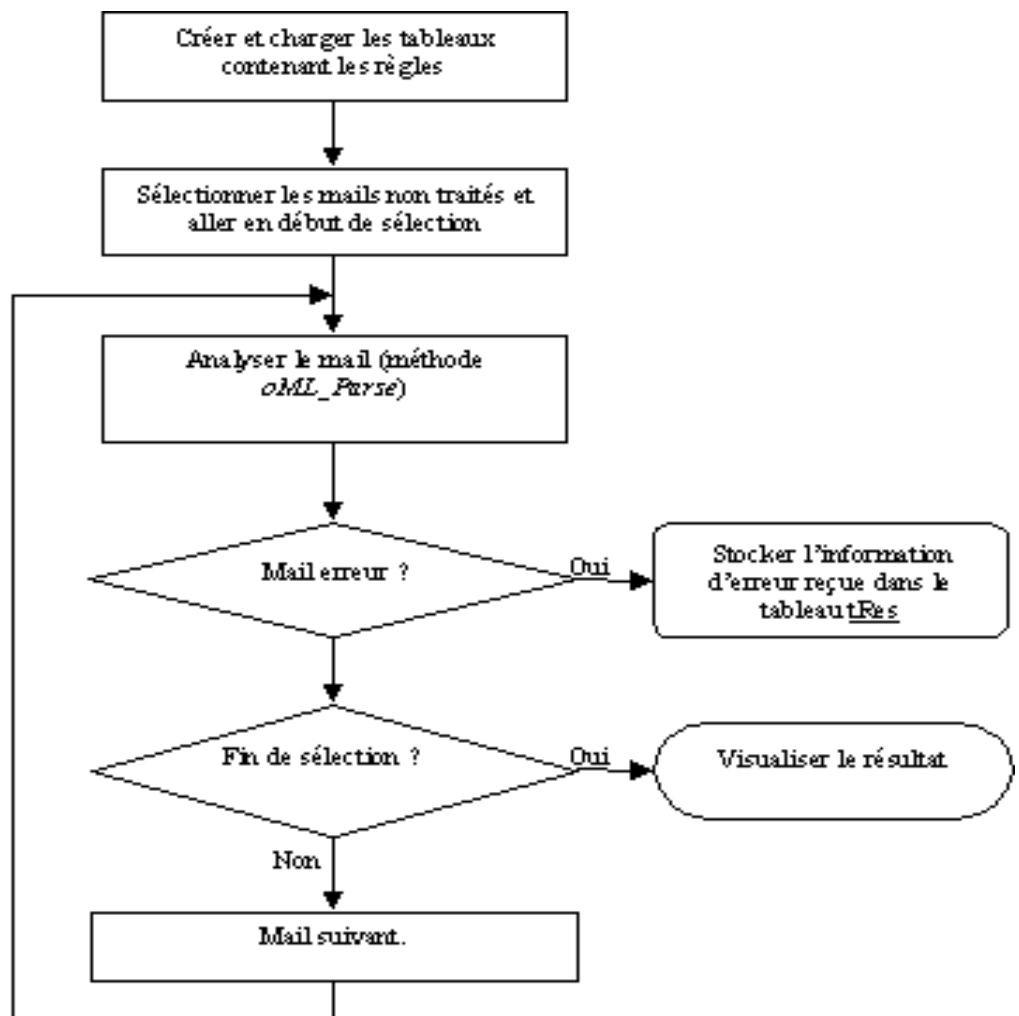 Créer et charger les tableaux
contenant les règles
Sélectionner les mails non traités et
aller en début de sélection
Analyser le mail (méthode
oML_Parse)
Mail erreur ?
Oui
Stocker l'information
d'erreur reçue dans le
tableau tRes
Fin de sélection ?
Oui
Visualiser le résultat
Non
Mail suivant.